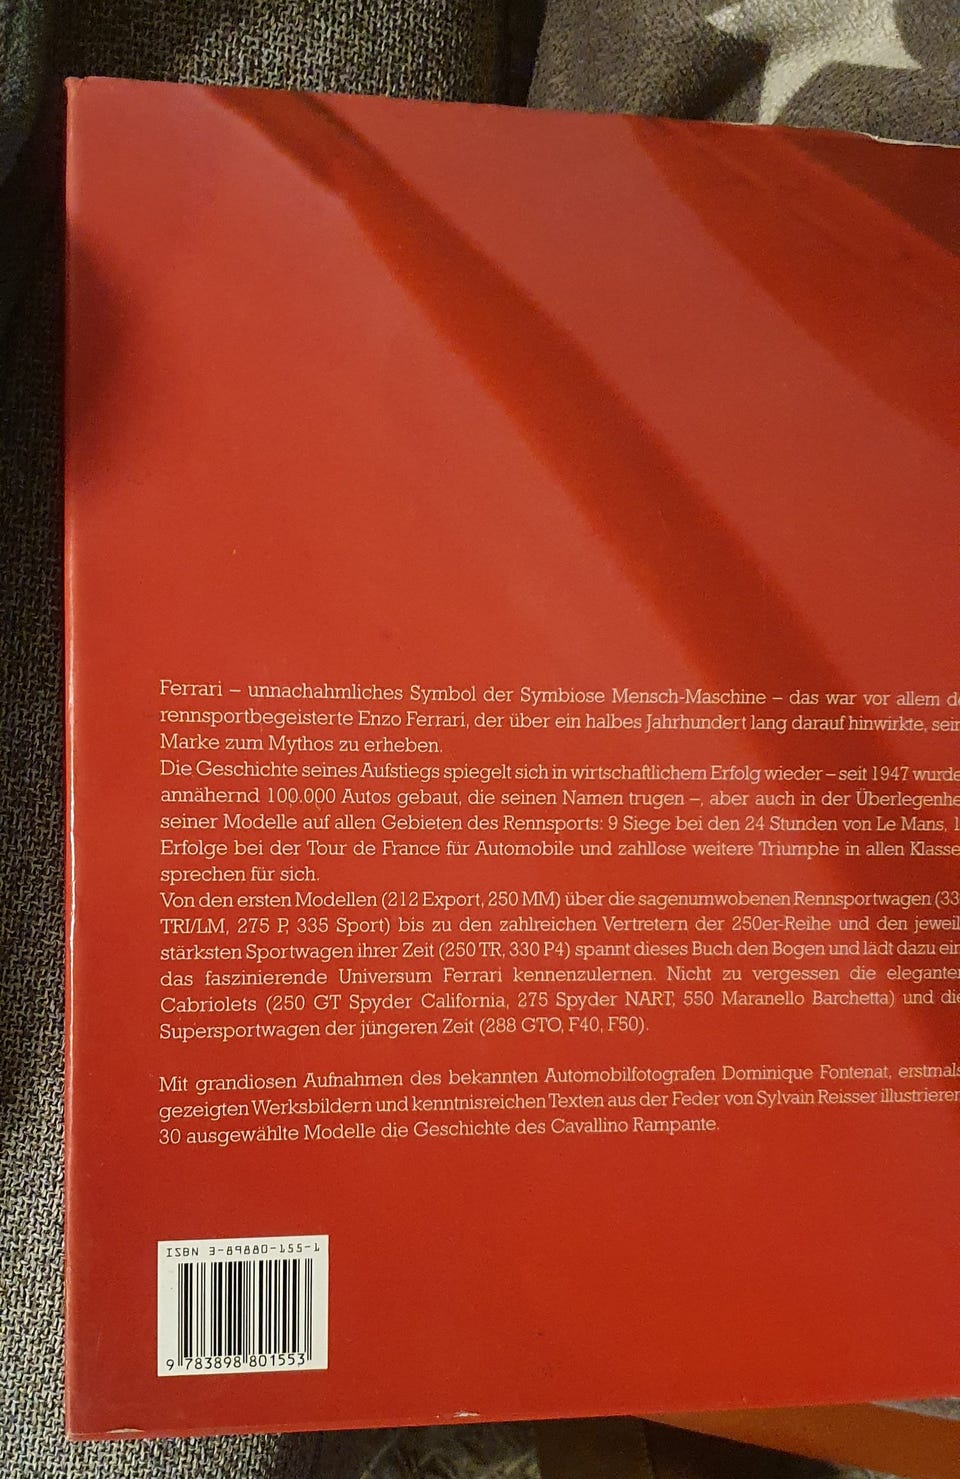 Ferrari – unnachahmliches Symbol der Symbiose Mensch-Maschine – das war vor allem
rennsportbegeisterte Enzo Ferrari, der über ein halbes Jahrhundert lang darauf hinwirkte,
Marke zum Mythos zu erheben.
Die Geschichte seines Aufstiegs spiegelt sich in wirtschaftlichem Erfolg wieder – seit 1947 wurde
annähernd 100.000 Autos gebaut, die seinen Namen trugen –, aber auch in der
seiner Modelle auf allen Gebieten des Rennsports: 9 Siege bei den 24 Stunden von Le Mans,
Erfolge bei der Tour de France für Automobile und zahllose weitere Triumphe in allen Klasse
sprechen für sich.
Von den ersten Modellen (212 Export, 250 MM) über die sagenumwobenen Rennsportwagen
TRI/LM, 275 P, 335 Sport) bis zu den zahlreichen Vertretern der 250er-Reihe und den jeweil
stärksten Sportwagen ihrer Zeit (250 TR, 330 P4) spannt dieses Buch den Bogen und lädt dazu
das faszinierende Universum Ferrari kennenzulernen. Nicht zu vergessen die
Cabriolets (250 GT Spyder California, 275 Spyder NART, 550 Maranello Barchetta) und die
Supersportwagen der jüngeren Zeit (288 GTO, F40, F50).
Mit grandiosen Aufnahmen des bekannten Automobilfotografen Dominique Fontenat, erstmals
gezeigten Werksbildern und kenntnisreichen Texten aus der Feder von Sylvain Reisser
30 ausgewählte Modelle die Geschichte des Cavallino Rampante.
ISBN 3-89880-155-1
9 783898 801553